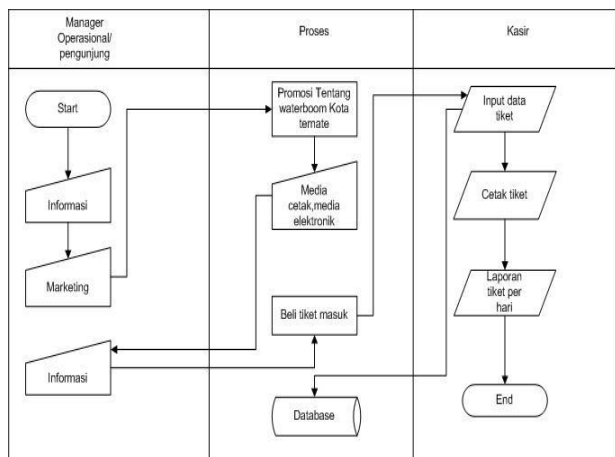 Manager
Operasional/
pengunjung
Proses
Kasir
Start
Informasi
Marketing
Informasi
Promosi Tentang
waterboom Kota
ternate
Media
cetak,media
elektronik
Beli tiket masuk
Database
Input data
tiket
Cetak tiket
Laporan
tiket per
hari
End